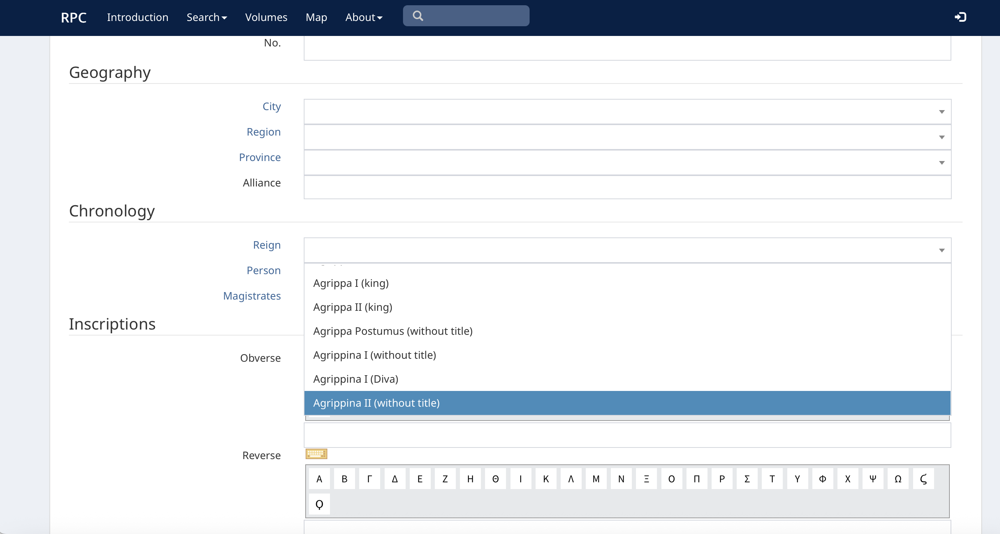 RPC Introduction Search Volumes Map About
No.
Geography
City
Region
Province
Alliance
Chronology
Reign
Person
Agrippa I (king)
Magistrates
Agrippa II (king)
Inscriptions
Agrippa Postumus (without title)
Obverse
Agrippina I (without title)
Agrippina I (Diva)
Agrippina II (without title)
Reverse
Α Β Γ Δ Ε Ζ Η Θ Ι Κ Λ Μ Ν Ξ Ο Π Ρ Σ Τ Υ Φ Χ Ψ Ω Ϛ
Ϙ